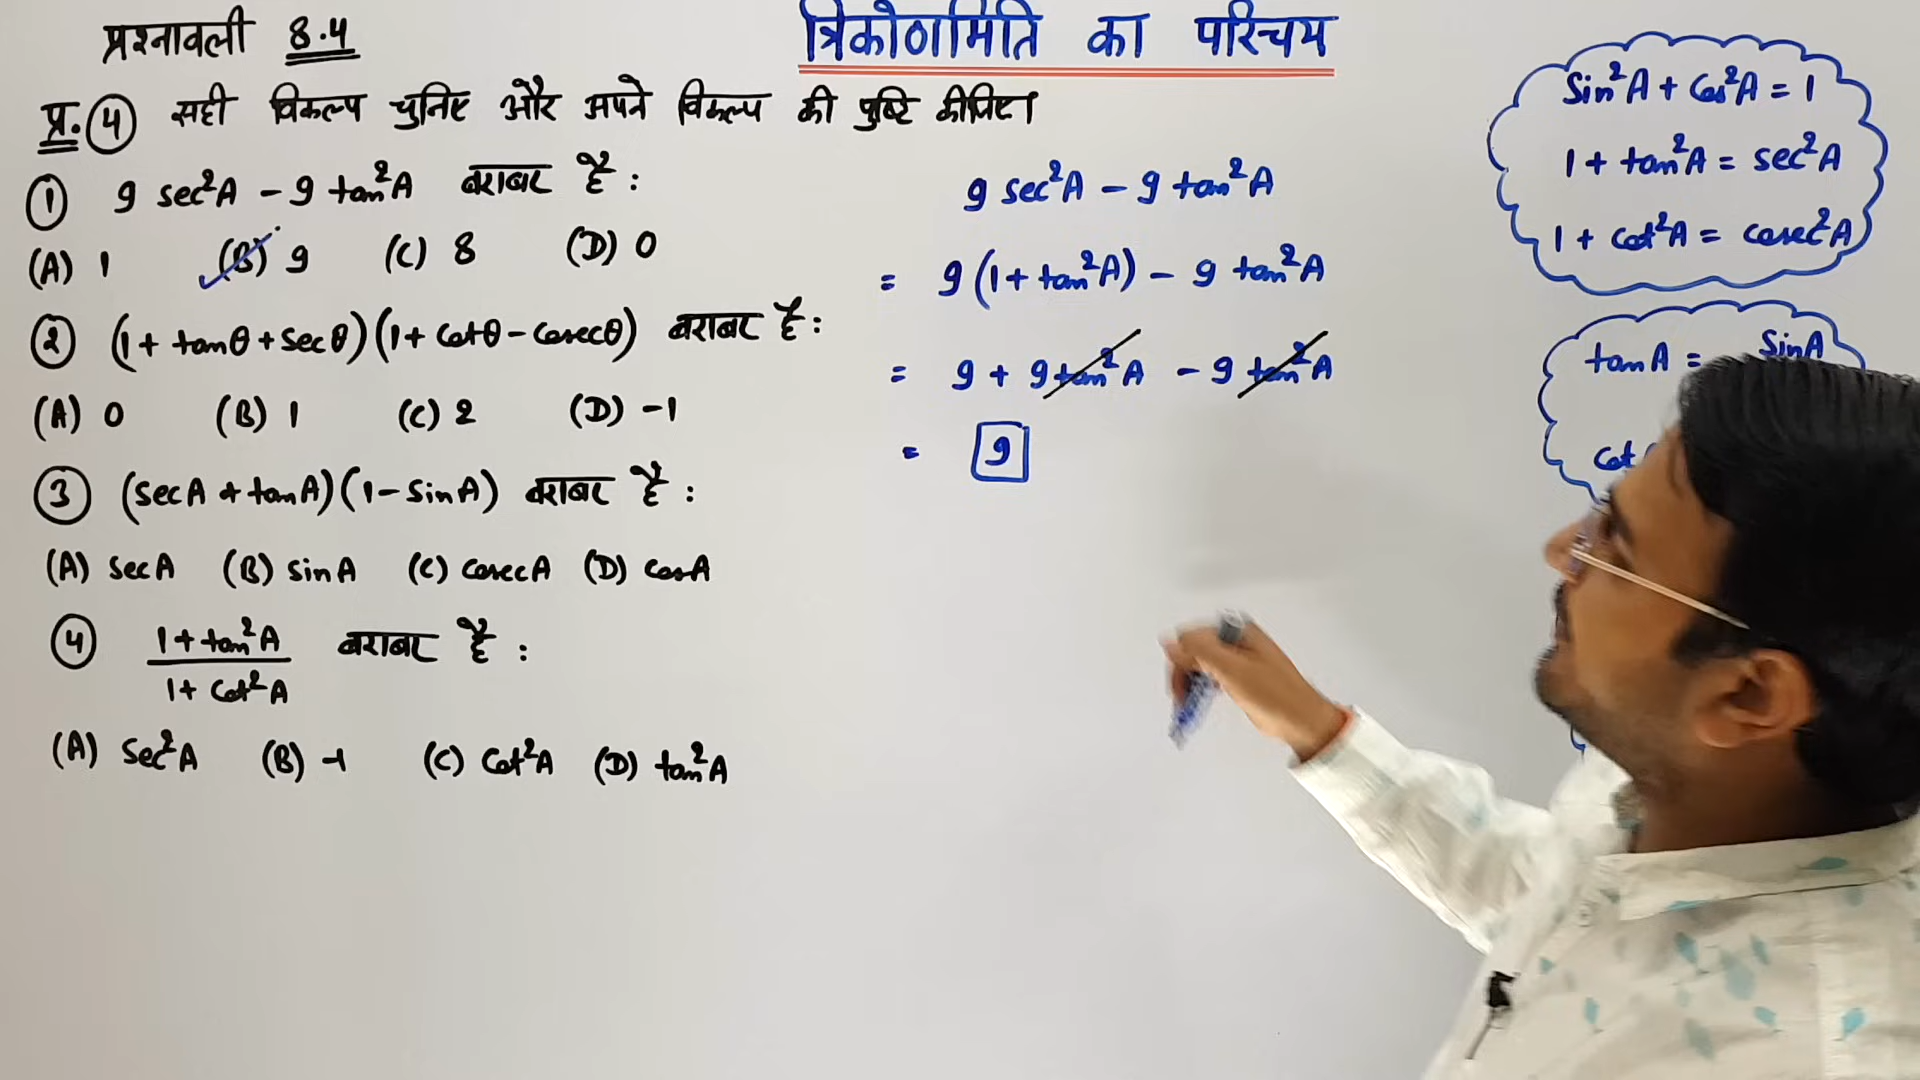 प्रश्नावली 8.4
त्रिकोणमिति का परिचय
प्र. ④ सही विकल्प चुनिए और अपने विकल्प की पुष्टि कीजिए।
① 9 sec²A - 9 tan²A बराबर है :
(A) 1 (B) 9 (C) 8 (D) 0
② (1 + tanθ + secθ)(1 + cotθ - cosecθ) बराबर है :
(A) 0 (B) 1 (C) 2 (D) -1
③ (secA + tanA)(1 - sinA) बराबर है :
(A) secA (B) sinA (C) cosecA (D) cosA
④ 1 + tan²A / 1 + cot²A बराबर है :
(A) sec²A (B) -1 (C) cot²A (D) tan²A
9 sec²A - 9 tan²A
= 9(1 + tan²A) - 9 tan²A
= 9 + 9tan²A - 9 tan²A
= 9
sin²A + cos²A = 1
1 + tan²A = sec²A
1 + cot²A = cosec²A
tanA = sinA
cot